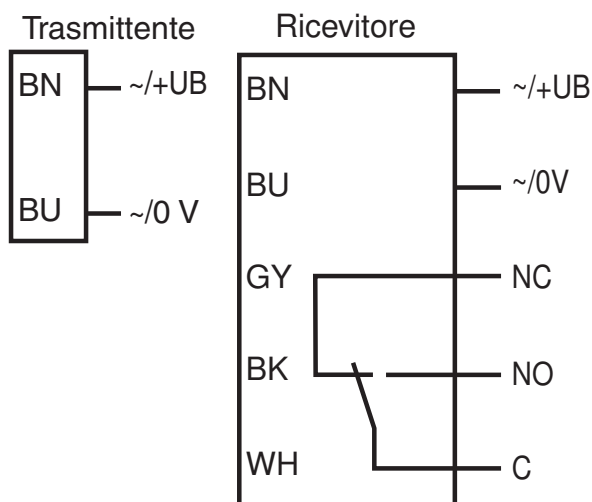 Trasmittente
BN ~/+UB
BU ~/0 V
Ricevitore
BN ~/+UB
BU ~/0V
GY NC
BK NO
WH C